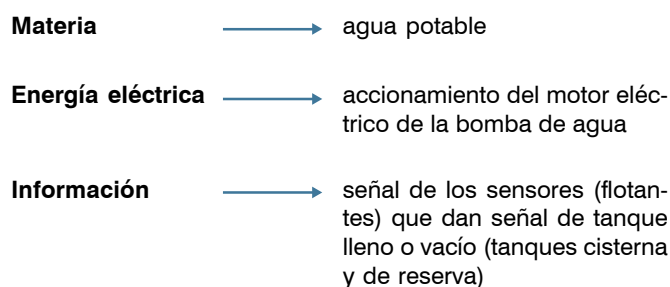 Materia agua potable
Energía eléctrica accionamiento del motor eléc-
trico de la bomba de agua
Información señal de los sensores (flotan-
tes) que dan señal de tanque
lleno o vacío (tanques cisterna
y de reserva)